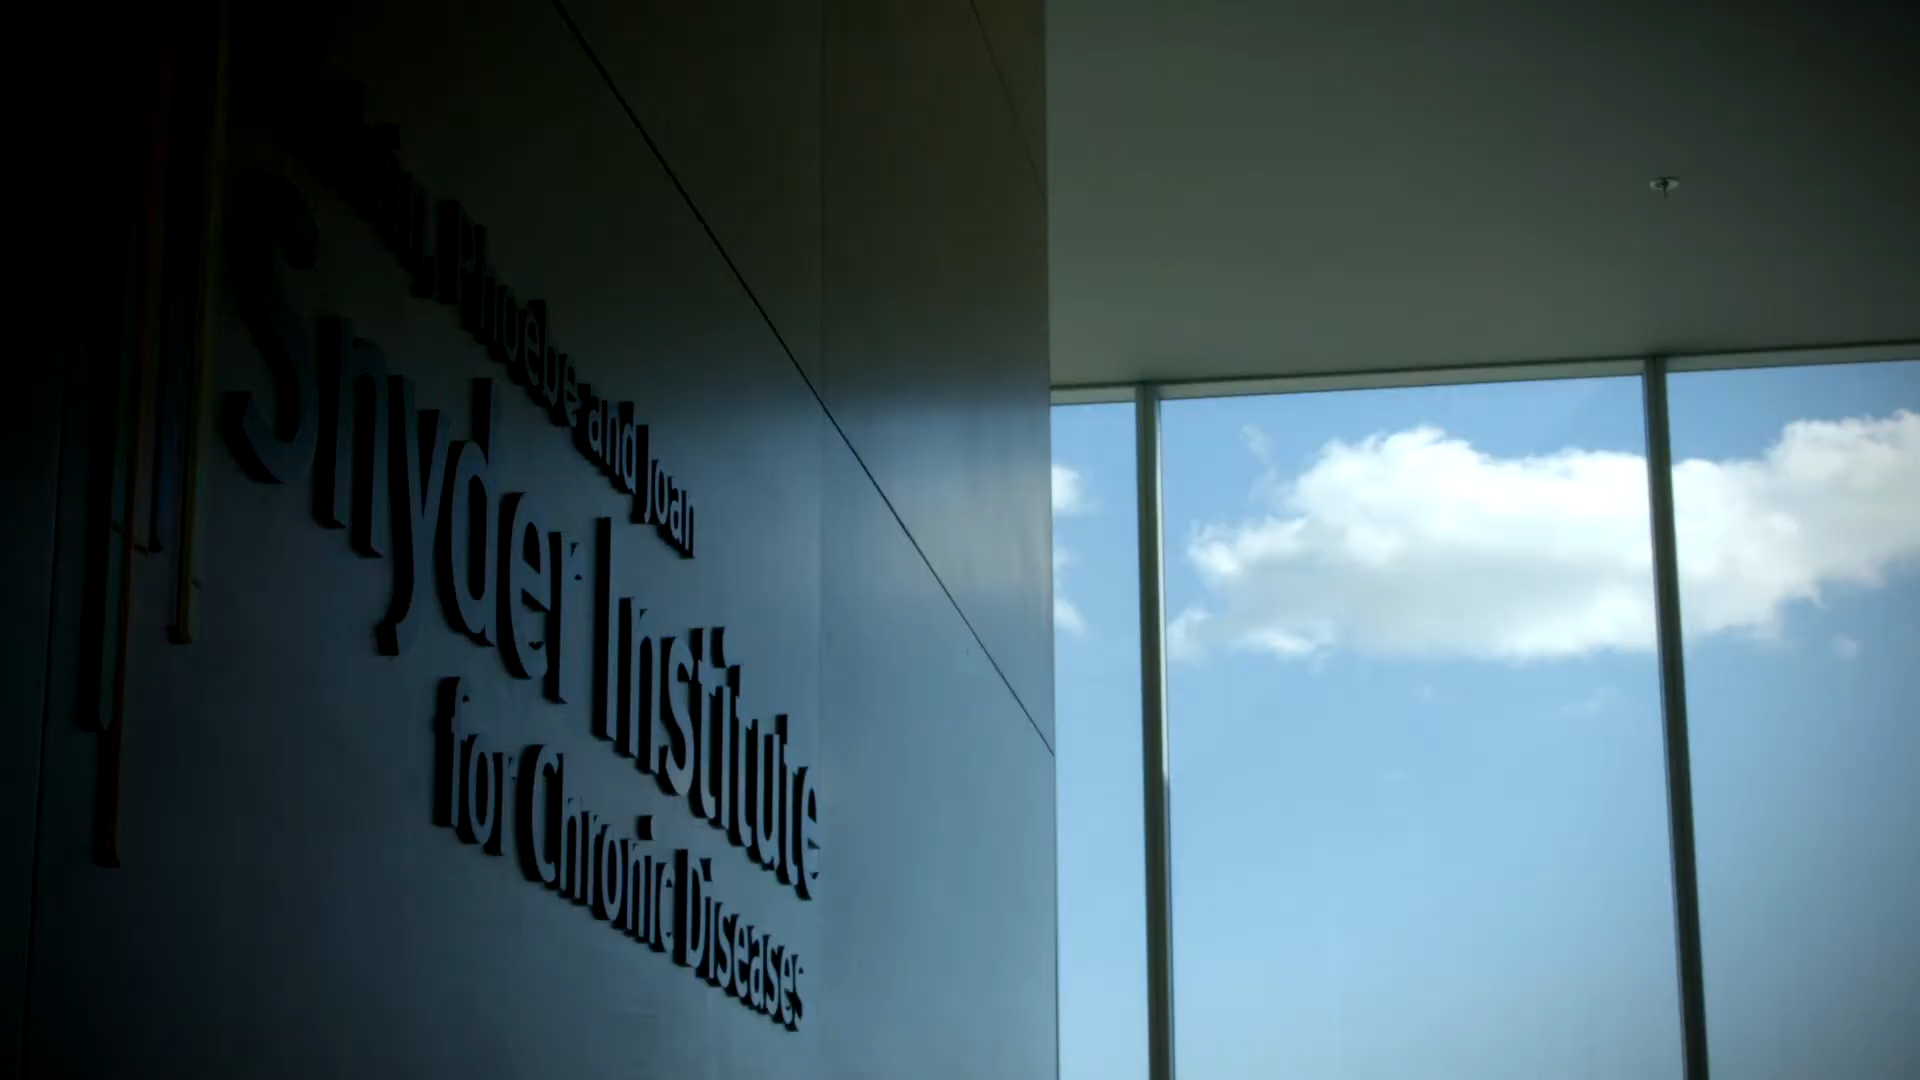 Phoebe and Joan
Snyder Institute
for Chronic Diseases